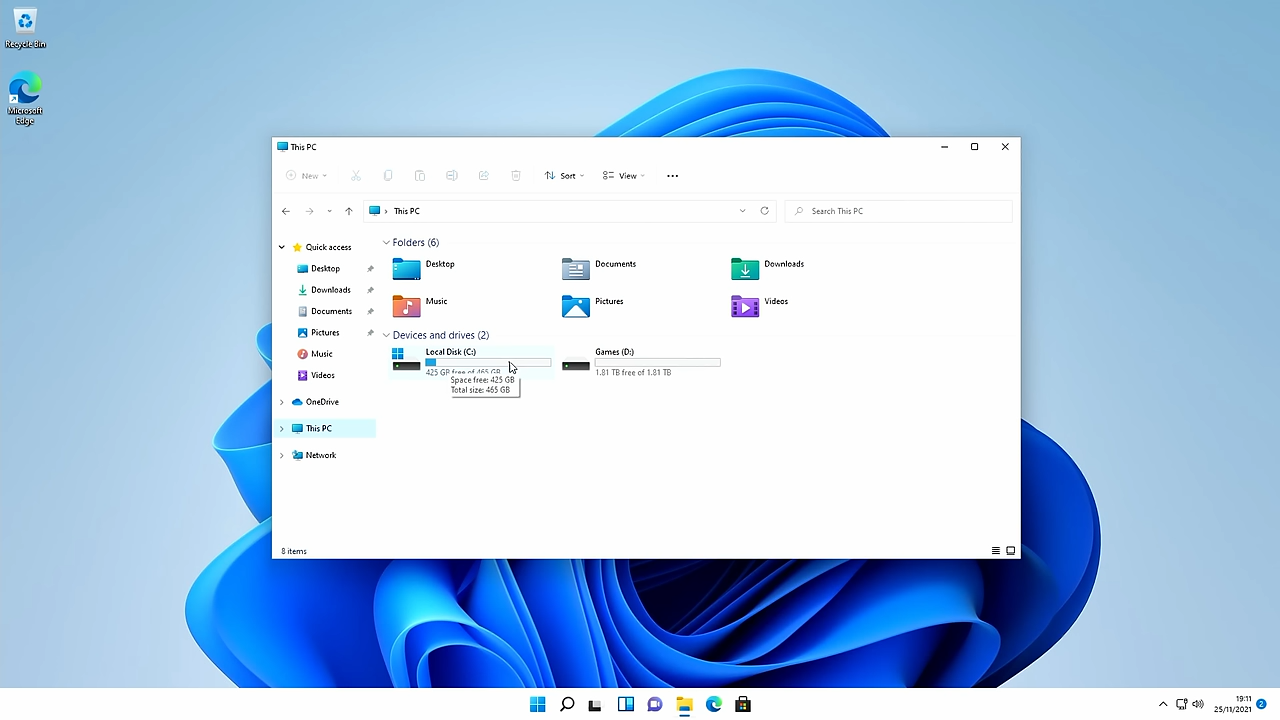 Recycle Bin
Microsoft
Edge
This PC
New
Sort
View
This PC
Search This PC
Quick access
Desktop
Downloads
Documents
Pictures
Music
Videos
OneDrive
This PC
Network
Folders (6)
Desktop
Documents
Downloads
Music
Pictures
Videos
Devices and drives (2)
Local Disk (C:)
425 GB free of 465 GB
Space free: 425 GB
Total size: 465 GB
Games (D:)
1.81 TB free of 1.81 TB
8 items
19:11
25/11/2021
2